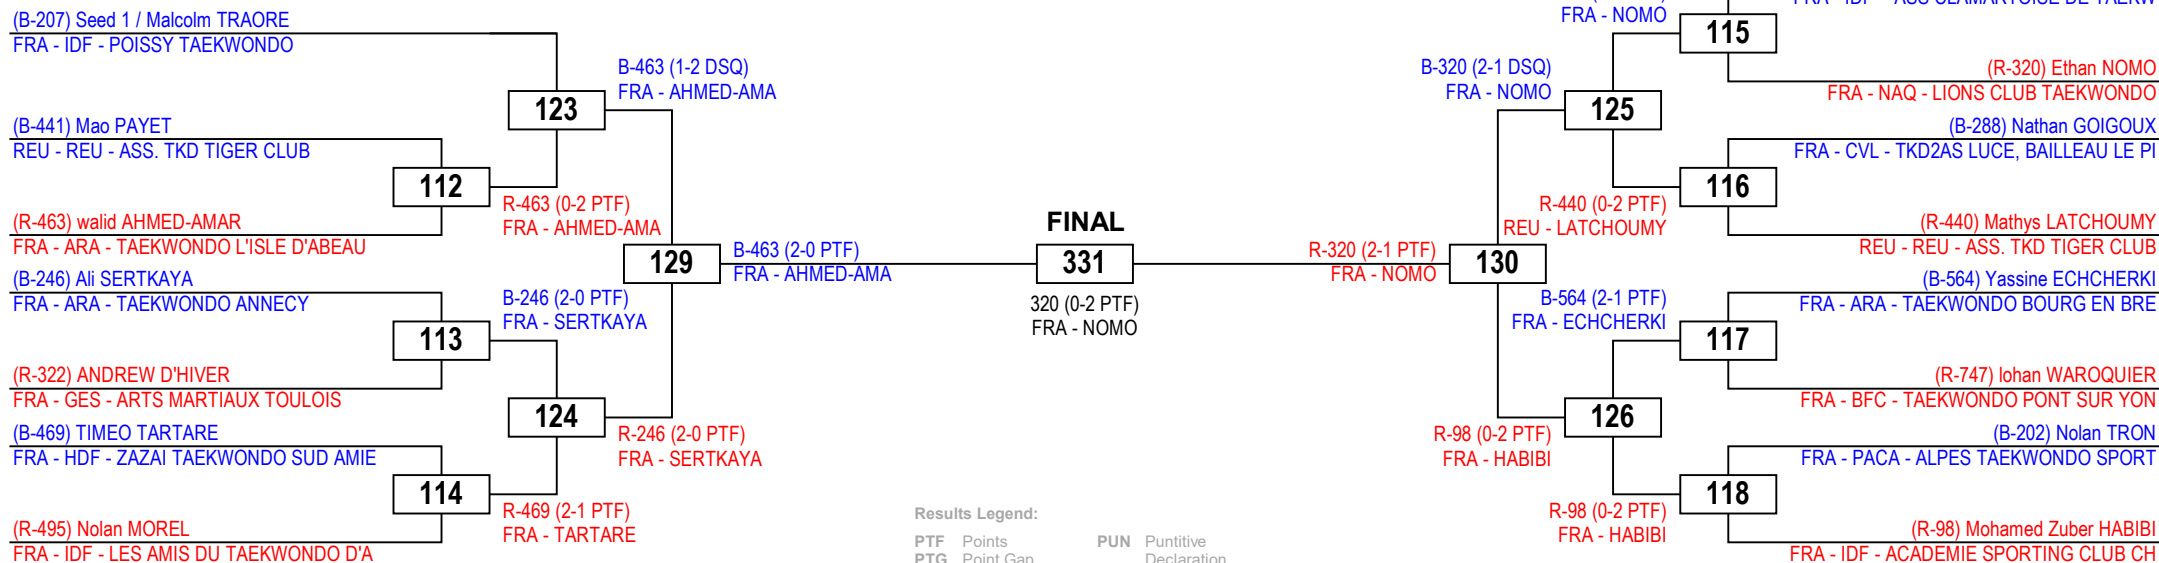 (B-207) Seed 1 / Malcolm TRAORE
FRA - IDF - POISSY TAEKWONDO
(B-441) Mao PAYET
REU - REU - ASS. TKD TIGER CLUB
(R-463) walid AHMED-AMAR
FRA - ARA - TAEKWONDO L'ISLE D'ABEAU
(B-246) Ali SERTKAYA
FRA - ARA - TAEKWONDO ANNECY
(R-322) ANDREW D'HIVER
FRA - GES - ARTS MARTIAUX TOULOIS
(B-469) TIMEO TARTARE
FRA - HDF - ZAZAI TAEKWONDO SUD AMIE
(R-495) Nolan MOREL
FRA - IDF - LES AMIS DU TAEKWONDO D'A
112
113
114
R-463 (0-2 PTF)
FRA - AHMED-AMA
B-246 (2-0 PTF)
FRA - SERTKAYA
R-469 (2-1 PTF)
FRA - TARTARE
123
124
B-463 (1-2 DSQ)
FRA - AHMED-AMA
R-246 (2-0 PTF)
FRA - SERTKAYA
129
B-463 (2-0 PTF)
FRA - AHMED-AMA
FINAL
331
320 (0-2 PTF)
FRA - NOMO
Results Legend:
PTF Points
PUN Puntitive
PTG Point Gap
Declaration
R-320 (2-1 PTF)
FRA - NOMO
130
B-320 (2-1 DSQ)
FRA - NOMO
R-98 (0-2 PTF)
FRA - HABIBI
125
126
FRA - NOMO
R-440 (0-2 PTF)
REU - LATCHOUMY
B-564 (2-1 PTF)
FRA - ECHCHERKI
R-98 (0-2 PTF)
FRA - HABIBI
115
116
117
118
FRA - IDF - ASS CLAMARTOISE DE TAEKW
(R-320) Ethan NOMO
FRA - NAQ - LIONS CLUB TAEKWONDO
(B-288) Nathan GOIGOUX
FRA - CVL - TKD2AS LUCE, BAILLEAU LE PI
(R-440) Mathys LATCHOUMY
REU - REU - ASS. TKD TIGER CLUB
(B-564) Yassine ECHCHERKI
FRA - ARA - TAEKWONDO BOURG EN BRE
(R-747) Iohan WAROQUIER
FRA - BFC - TAEKWONDO PONT SUR YON
(B-202) Nolan TRON
FRA - PACA - ALPES TAEKWONDO SPORT
(R-98) Mohamed Zuber HABIBI
FRA - IDF - ACADEMIE SPORTING CLUB CH